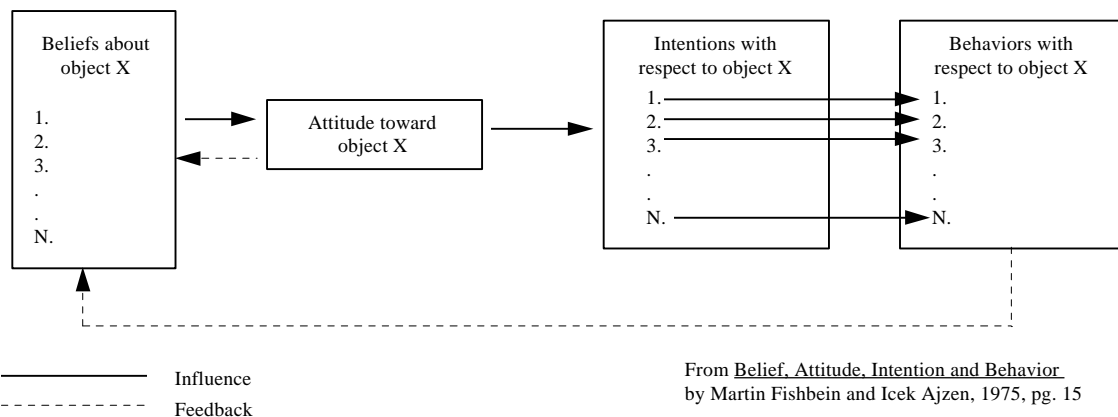 Beliefs about
object X
1.
2.
3.
.
.
N.
Attitude toward
object X
Intentions with
respect to object X
1.
2.
3.
.
.
N.
Behaviors with
respect to object X
1.
2.
3.
.
.
N.
Influence
Feedback
From Belief, Attitude, Intention and Behavior
by Martin Fishbein and Icek Ajzen, 1975, pg. 15